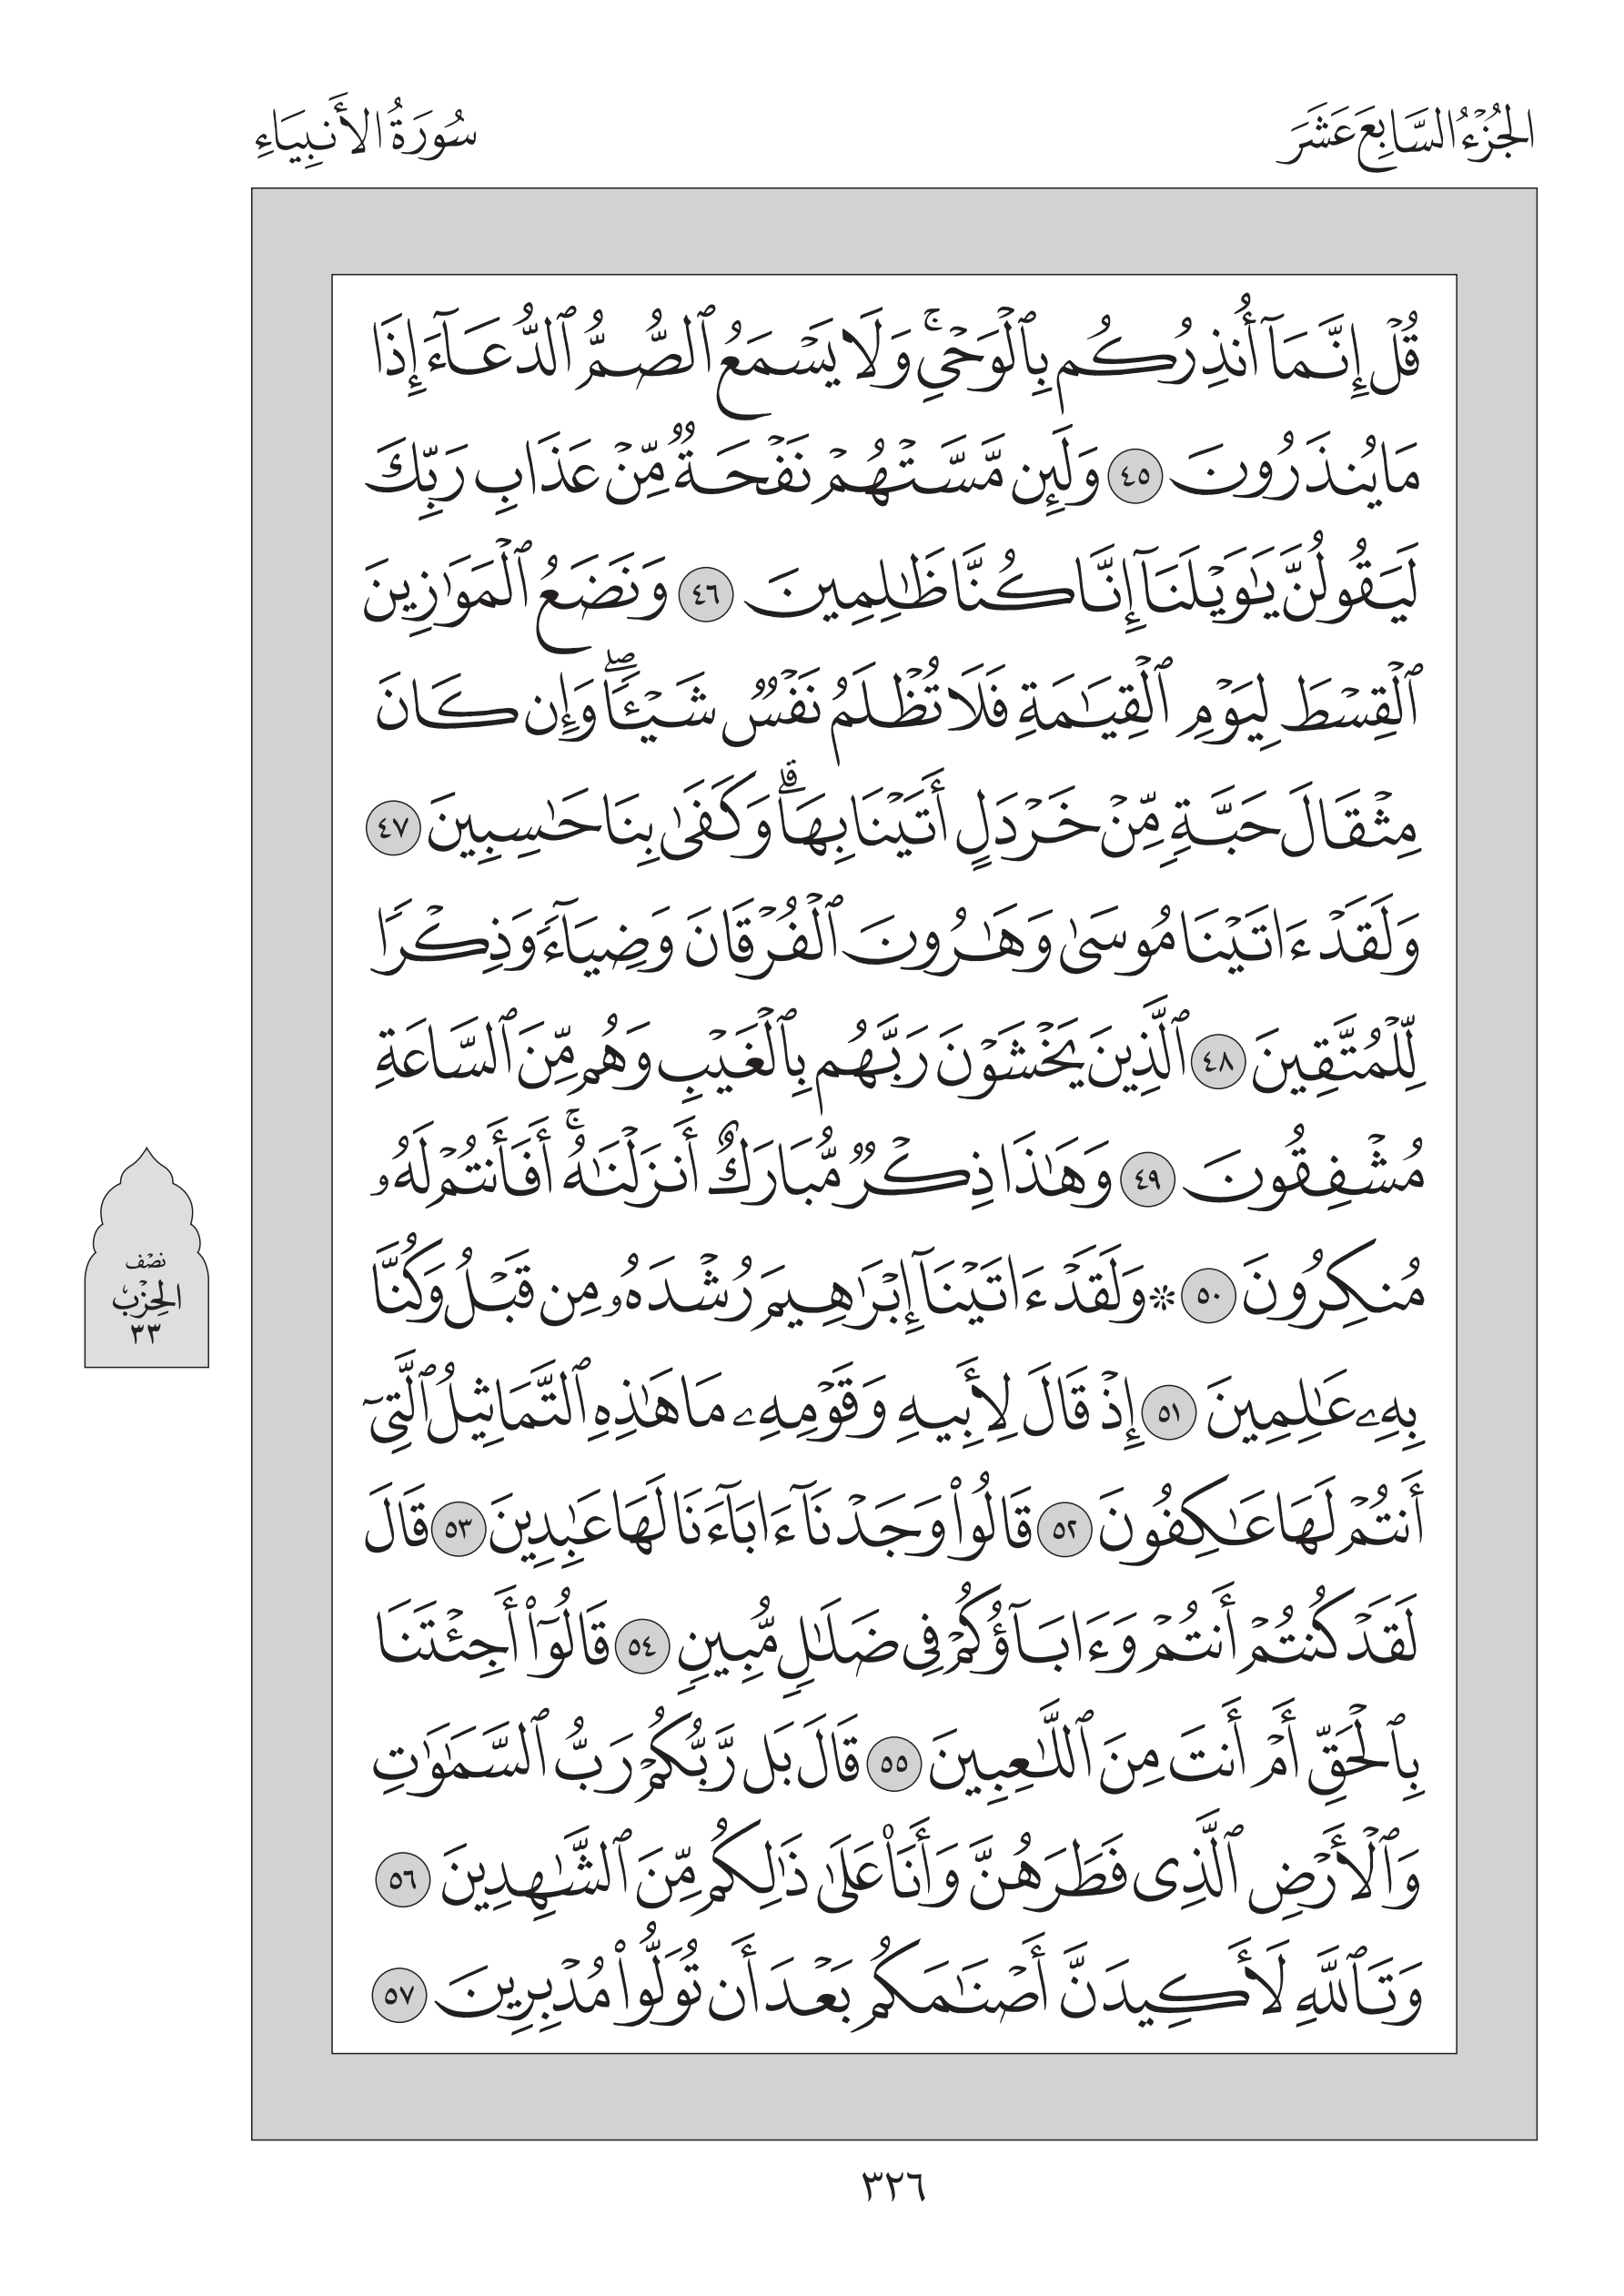 الجُزْءُ السَّابِعَ عَشَرَ
سُورَةُ الأَنبِيَاءِ
قُلْ إِنَّمَآ أُنذِرُكُم بِٱلْوَحْىِ ۚ وَلَا يَسْمَعُ ٱلصُّمُّ ٱلدُّعَآءَ إِذَا
مَا يُنذَرُونَ ٤٥ وَلَئِن مَّسَّتْهُمْ نَفْحَةٌ مِّنْ عَذَابِ رَبِّكَ
لَيَقُولُنَّ يَٰوَيْلَنَآ إِنَّا كُنَّا ظَٰلِمِينَ ٤٦ وَنَضَعُ ٱلْمَوَٰزِينَ
ٱلْقِسْطَ لِيَوْمِ ٱلْقِيَٰمَةِ فَلَا تُظْلَمُ نَفْسٌ شَيْـًٔا ۖ وَإِن كَانَ
مِثْقَالَ حَبَّةٍ مِّنْ خَرْدَلٍ أَتَيْنَا بِهَا ۗ وَكَفَىٰ بِنَا حَٰسِبِينَ ٤٧
وَلَقَدْ ءَاتَيْنَا مُوسَىٰ وَهَٰرُونَ ٱلْفُرْقَانَ وَضِيَآءً وَذِكْرًا
لِّلْمُتَّقِينَ ٤٨ ٱلَّذِينَ يَخْشَوْنَ رَبَّهُم بِٱلْغَيْبِ وَهُم مِّنَ ٱلسَّاعَةِ
مُشْفِقُونَ ٤٩ وَهَٰذَا ذِكْرٌ مُّبَارَكٌ أَنزَلْنَٰهُ ۚ أَفَأَنتُمْ لَهُۥ
مُنكِرُونَ ٥٠ ۞ وَلَقَدْ ءَاتَيْنَآ إِبْرَٰهِيمَ رُشْدَهُۥ مِن قَبْلُ وَكُنَّا
بِهِۦ عَٰلِمِينَ ٥١ إِذْ قَالَ لِأَبِيهِ وَقَوْمِهِۦ مَا هَٰذِهِ ٱلتَّمَاثِيلُ ٱلَّتِىٓ
أَنتُمْ لَهَا عَٰكِفُونَ ٥٢ قَالُوا۟ وَجَدْنَآ ءَابَآءَنَا لَهَا عَٰبِدِينَ ٥٣ قَالَ
لَقَدْ كُنتُمْ أَنتُمْ وَءَابَآؤُكُمْ فِى ضَلَٰلٍ مُّبِينٍ ٥٤ قَالُوٓا۟ أَجِئْتَنَا
بِٱلْحَقِّ أَمْ أَنتَ مِنَ ٱللَّٰعِبِينَ ٥٥ قَالَ بَل رَّبُّكُمْ رَبُّ ٱلسَّمَٰوَٰتِ
وَٱلْأَرْضِ ٱلَّذِى فَطَرَهُنَّ وَأَنَا۠ عَلَىٰ ذَٰلِكُم مِّنَ ٱلشَّٰهِدِينَ ٥٦
وَتَٱللَّهِ لَأَكِيدَنَّ أَصْنَٰمَكُم بَعْدَ أَن تُوَلُّوا۟ مُدْبِرِينَ ٥٧
نِصْف
الحِزْبِ
٣٣
٣٢٦